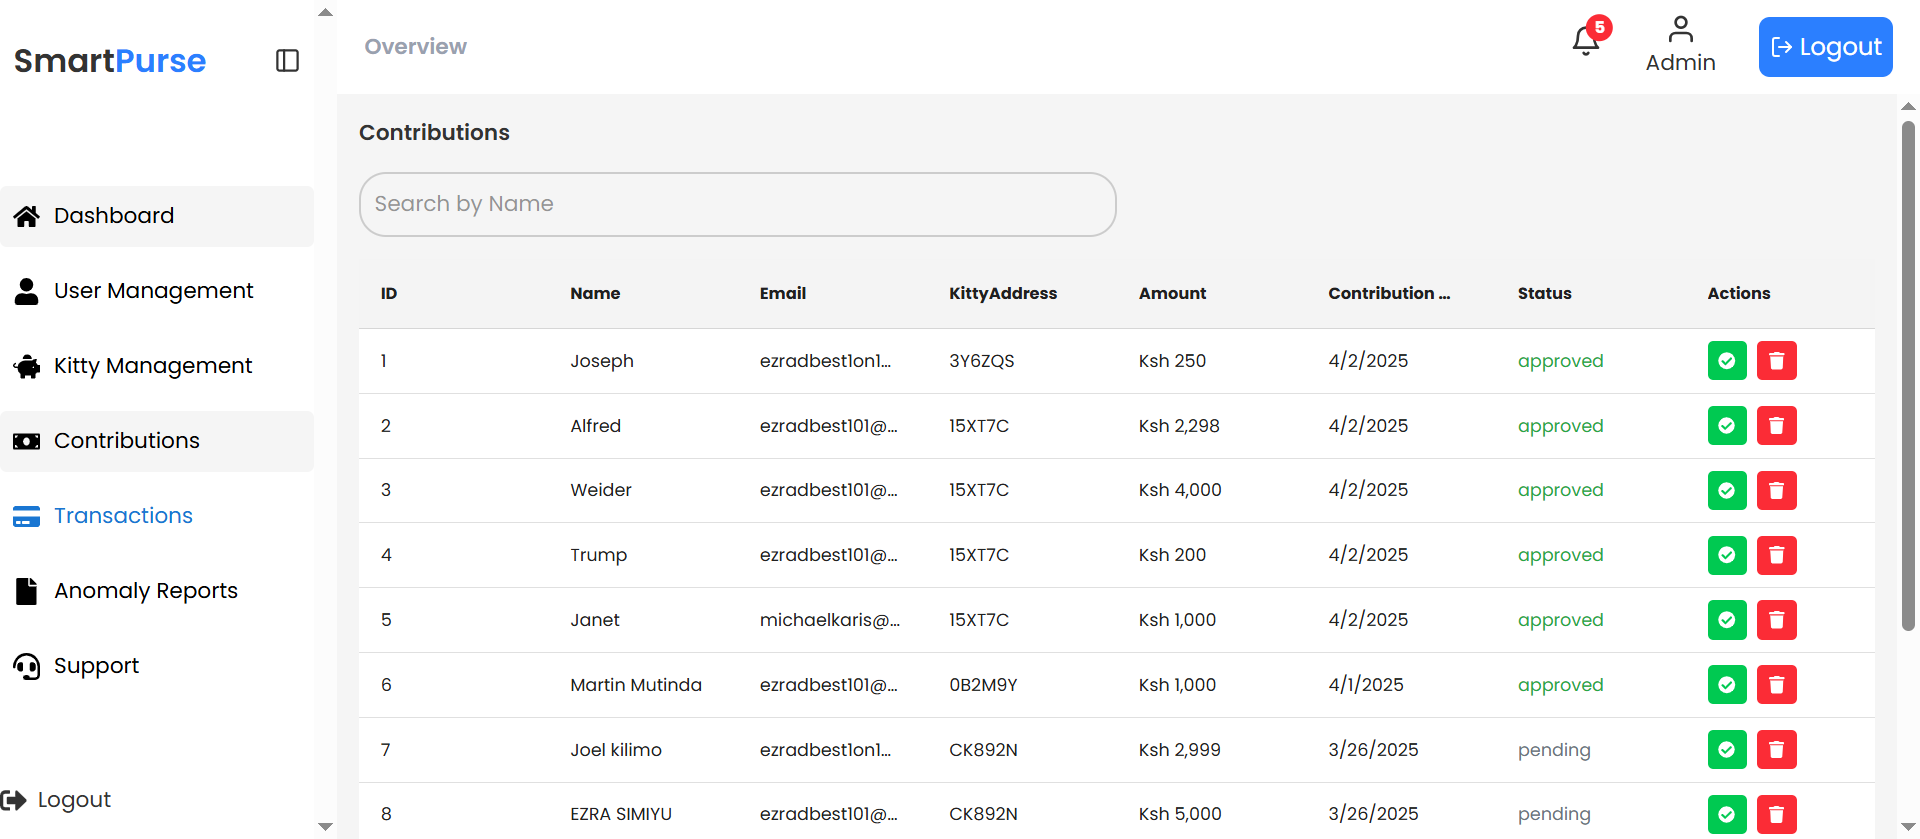 SmartPurse
Overview
5
Admin
Logout
Dashboard
User Management
Kitty Management
Contributions
Transactions
Anomaly Reports
Support
Logout
Contributions
Search by Name
ID Name Email KittyAddress Amount Contribution ... Status Actions
1 Joseph ezradbest1on1... 3Y6ZQS Ksh 250 4/2/2025 approved
2 Alfred ezradbest101@... 15XT7C Ksh 2,298 4/2/2025 approved
3 Weider ezradbest101@... 15XT7C Ksh 4,000 4/2/2025 approved
4 Trump ezradbest101@... 15XT7C Ksh 200 4/2/2025 approved
5 Janet michaelkaris@... 15XT7C Ksh 1,000 4/2/2025 approved
6 Martin Mutinda ezradbest101@... 0B2M9Y Ksh 1,000 4/1/2025 approved
7 Joel kilimo ezradbest1on1... CK892N Ksh 2,999 3/26/2025 pending
8 EZRA SIMIYU ezradbest101@... CK892N Ksh 5,000 3/26/2025 pending